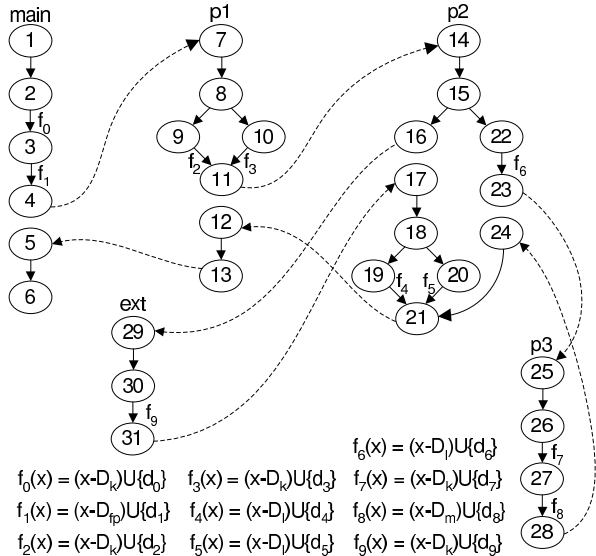 main
p1
p2
1
7
14
2
8
15
f₀
9
10
16
22
3
f₂
f₃
f₆
f₁
11
17
23
4
12
18
24
5
13
19
f₄
f₅
20
6
ext
21
29
p3
25
30
f₉
26
31
f₇
f₆(x) = (x-Dₗ)U{d₆}
f₀(x) = (x-Dₖ)U{d₀} f₃(x) = (x-Dₖ)U{d₃} f₇(x) = (x-Dₖ)U{d₇}
27
f₁(x) = (x-D_fp)U{d₁} f₄(x) = (x-Dₗ)U{d₄} f₈(x) = (x-Dₘ)U{d₈}
f₈
f₂(x) = (x-Dₖ)U{d₂} f₅(x) = (x-Dₗ)U{d₅} f₉(x) = (x-Dₖ)U{d₉}
28